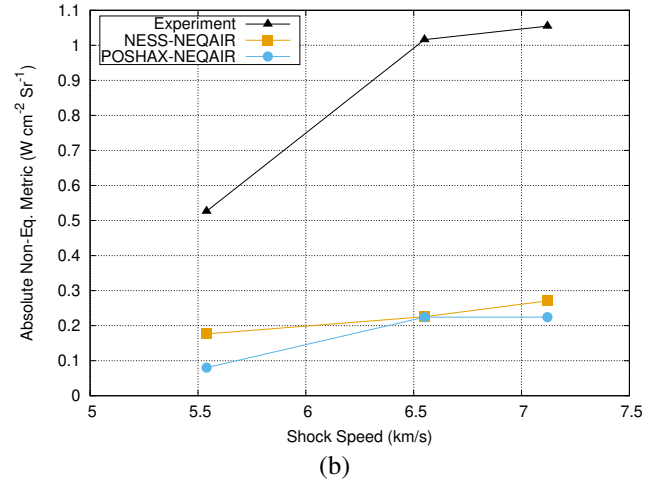 Absolute Non-Eq. Metric (W cm⁻² Sr⁻¹)
1.1
1
0.9
0.8
0.7
0.6
0.5
0.4
0.3
0.2
0.1
0
Experiment
NESS-NEQAIR
POSHAX-NEQAIR
5 5.5 6 6.5 7 7.5
Shock Speed (km/s)
(b)